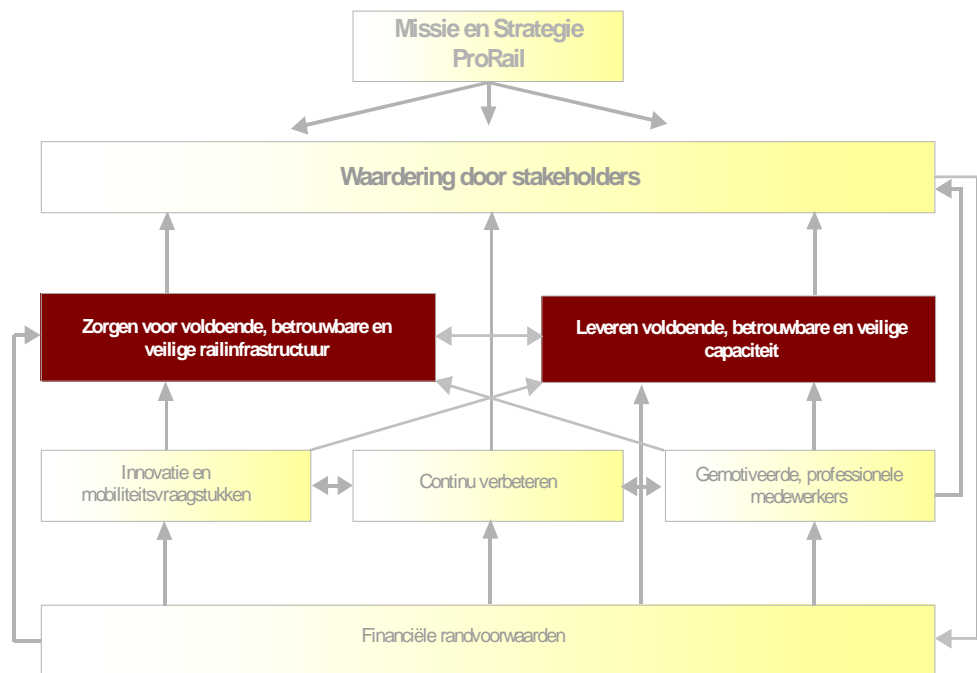 Missie en Strategie
ProRail
Waardering door stakeholders
Zorgen voor voldoende, betrouwbare en
veilige railinfrastructuur
Leveren voldoende, betrouwbare en veilige
capaciteit
Innovatie en
mobiliteitsvraagstukken
Continu verbeteren
Gemotiveerde, professionele
medewerkers
Financiële randvoorwaarden